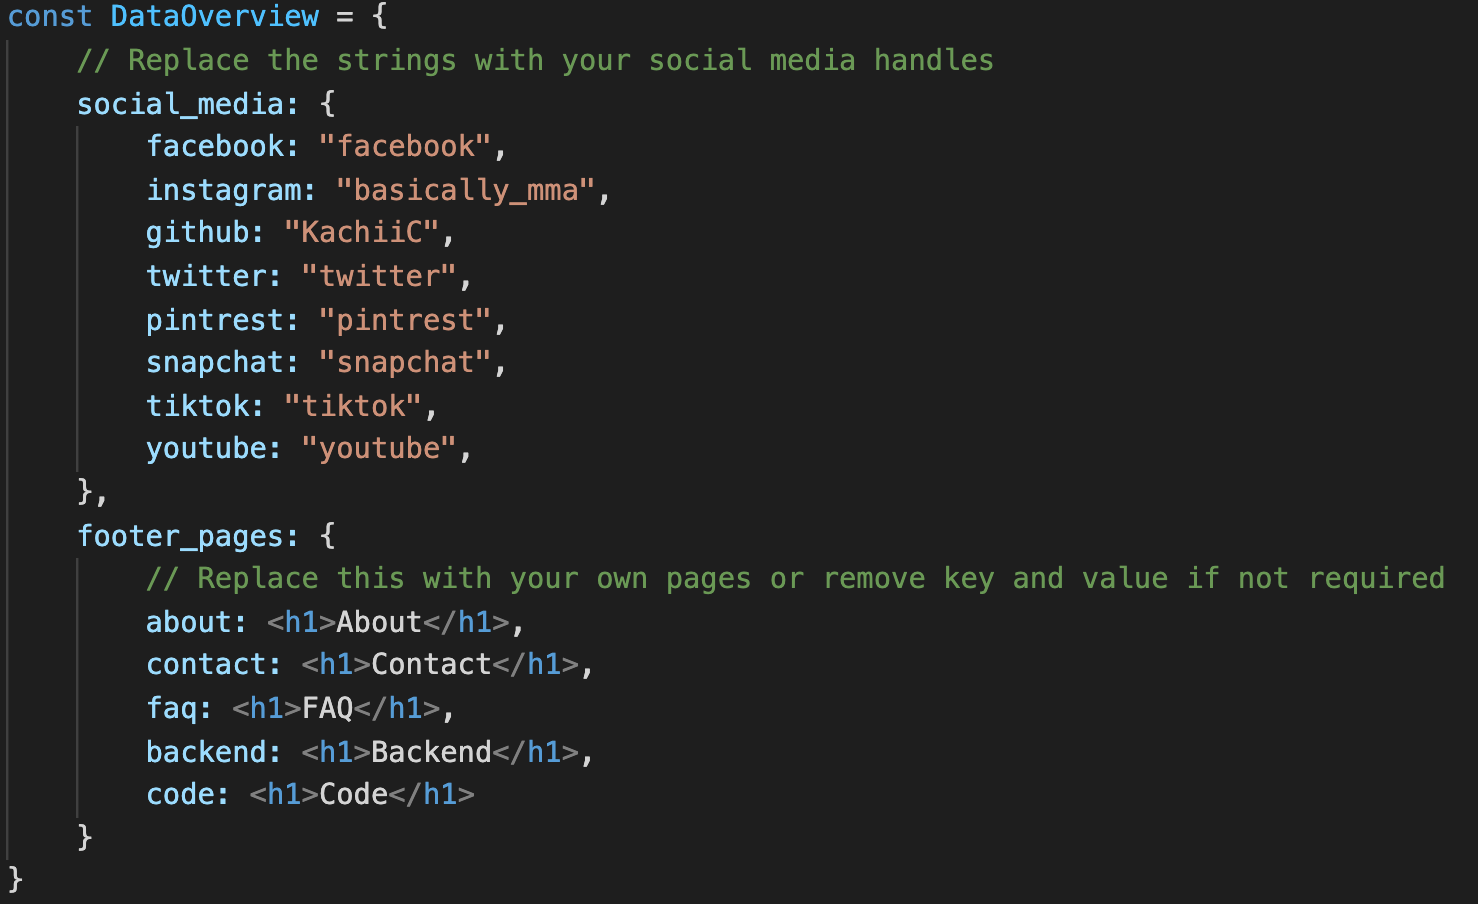 const DataOverview = {
    // Replace the strings with your social media handles
    social_media: {
        facebook: "facebook",
        instagram: "basically_mma",
        github: "KachiiC",
        twitter: "twitter",
        pintrest: "pintrest",
        snapchat: "snapchat",
        tiktok: "tiktok",
        youtube: "youtube",
    },
    footer_pages: {
        // Replace this with your own pages or remove key and value if not required
        about: <h1>About</h1>,
        contact: <h1>Contact</h1>,
        faq: <h1>FAQ</h1>,
        backend: <h1>Backend</h1>,
        code: <h1>Code</h1>
    }
}